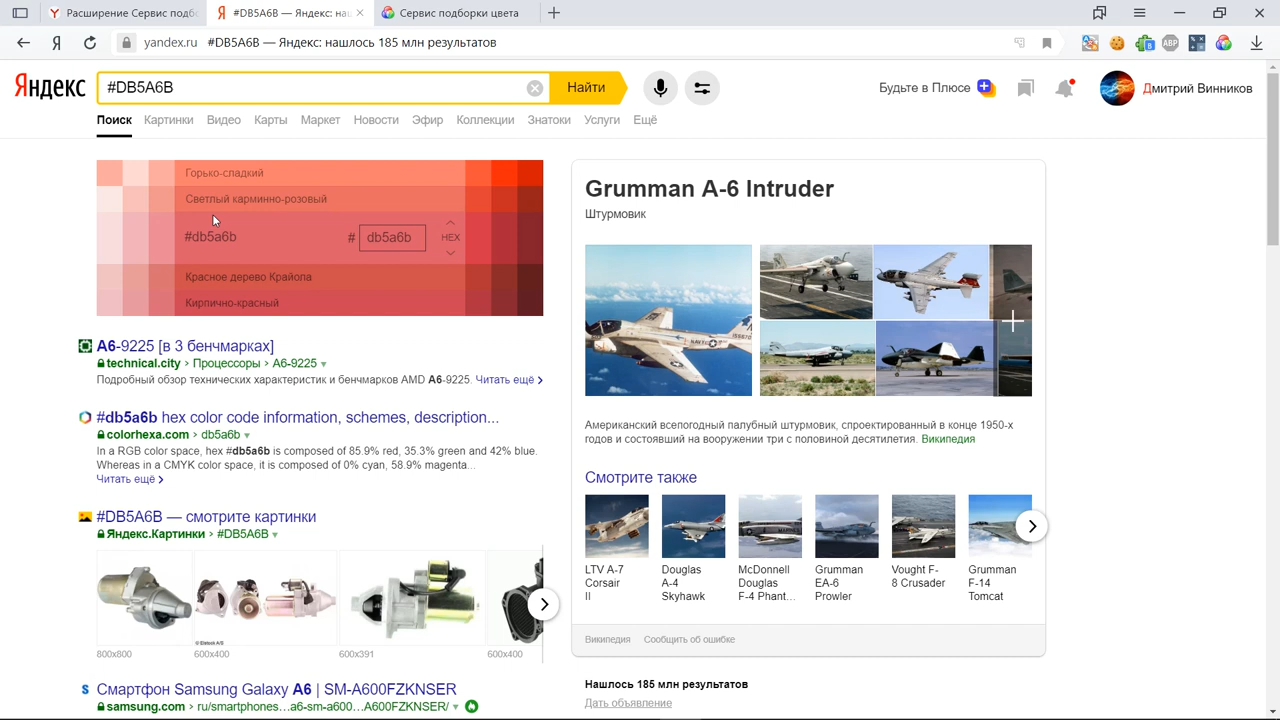 Расширение Сервис подб
#DB5A6B — Яндекс: наш
Сервис подборки цвета
yandex.ru #DB5A6B — Яндекс: нашлось 185 млн результатов
Яндекс
#DB5A6B
Найти
Будьте в Плюсе
Дмитрий Винников
Поиск Картинки Видео Карты Маркет Новости Эфир Коллекции Знатоки Услуги Ещё
Горько-сладкий
Светлый карминно-розовый
#db5a6b # db5a6b HEX
Красное дерево Крайола
Кирпично-красный
A6-9225 [в 3 бенчмарках]
technical.city › Процессоры › A6-9225
Подробный обзор технических характеристик и бенчмарков AMD A6-9225. Читать ещё
#db5a6b hex color code information, schemes, description...
colorhexa.com › db5a6b
In a RGB color space, hex #db5a6b is composed of 85.9% red, 35.3% green and 42% blue.
Whereas in a CMYK color space, it is composed of 0% cyan, 58.9% magenta...
Читать ещё
#DB5A6B — смотрите картинки
Яндекс.Картинки › #DB5A6B
© Elstock A/S
800x800 600x400 600x391 600x400
Смартфон Samsung Galaxy A6 | SM-A600FZKNSER
samsung.com › ru/smartphones...a6-sm-a600...A600FZKNSER/
Grumman A-6 Intruder
Штурмовик
Американский всепогодный палубный штурмовик, спроектированный в конце 1950-х
годов и состоявший на вооружении три с половиной десятилетия. Википедия
Смотрите также
LTV A-7
Corsair
II
Douglas
A-4
Skyhawk
McDonnell
Douglas
F-4 Phant...
Grumman
EA-6
Prowler
Vought F-
8 Crusader
Grumman
F-14
Tomcat
Википедия Сообщить об ошибке
Нашлось 185 млн результатов
Дать объявление